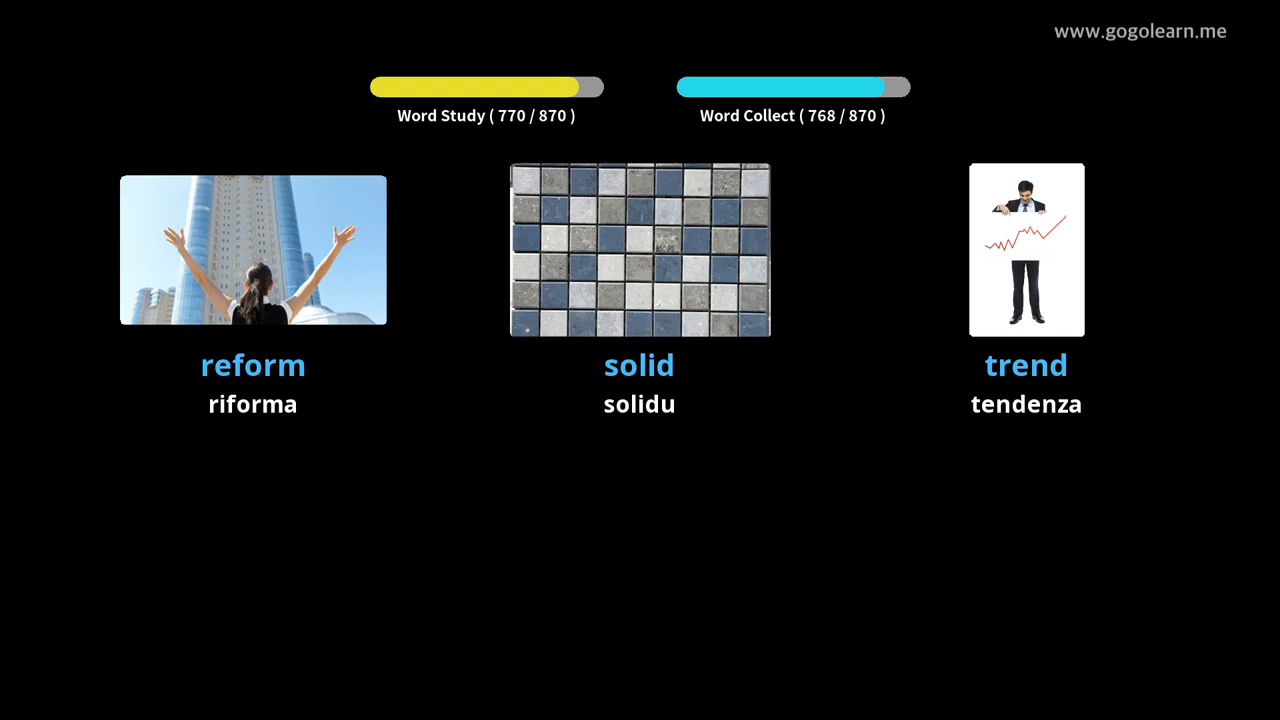 www.gogolearn.me
Word Study ( 770 / 870 )
Word Collect ( 768 / 870 )
reform
riforma
solid
solidu
trend
tendenza